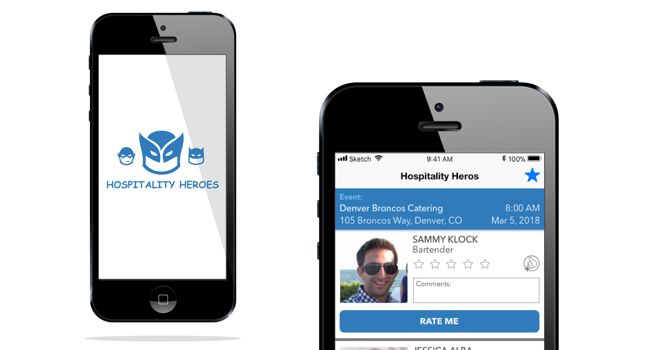 HOSPITALITY HEROES
Sketch 9:41 AM 100%
Hospitality Heros
Event:
Denver Broncos Catering 8:00 AM
105 Broncos Way, Denver, CO Mar 5, 2018
SAMMY KLOCK
Bartender
Comments:
RATE ME
JESSICA ALBA